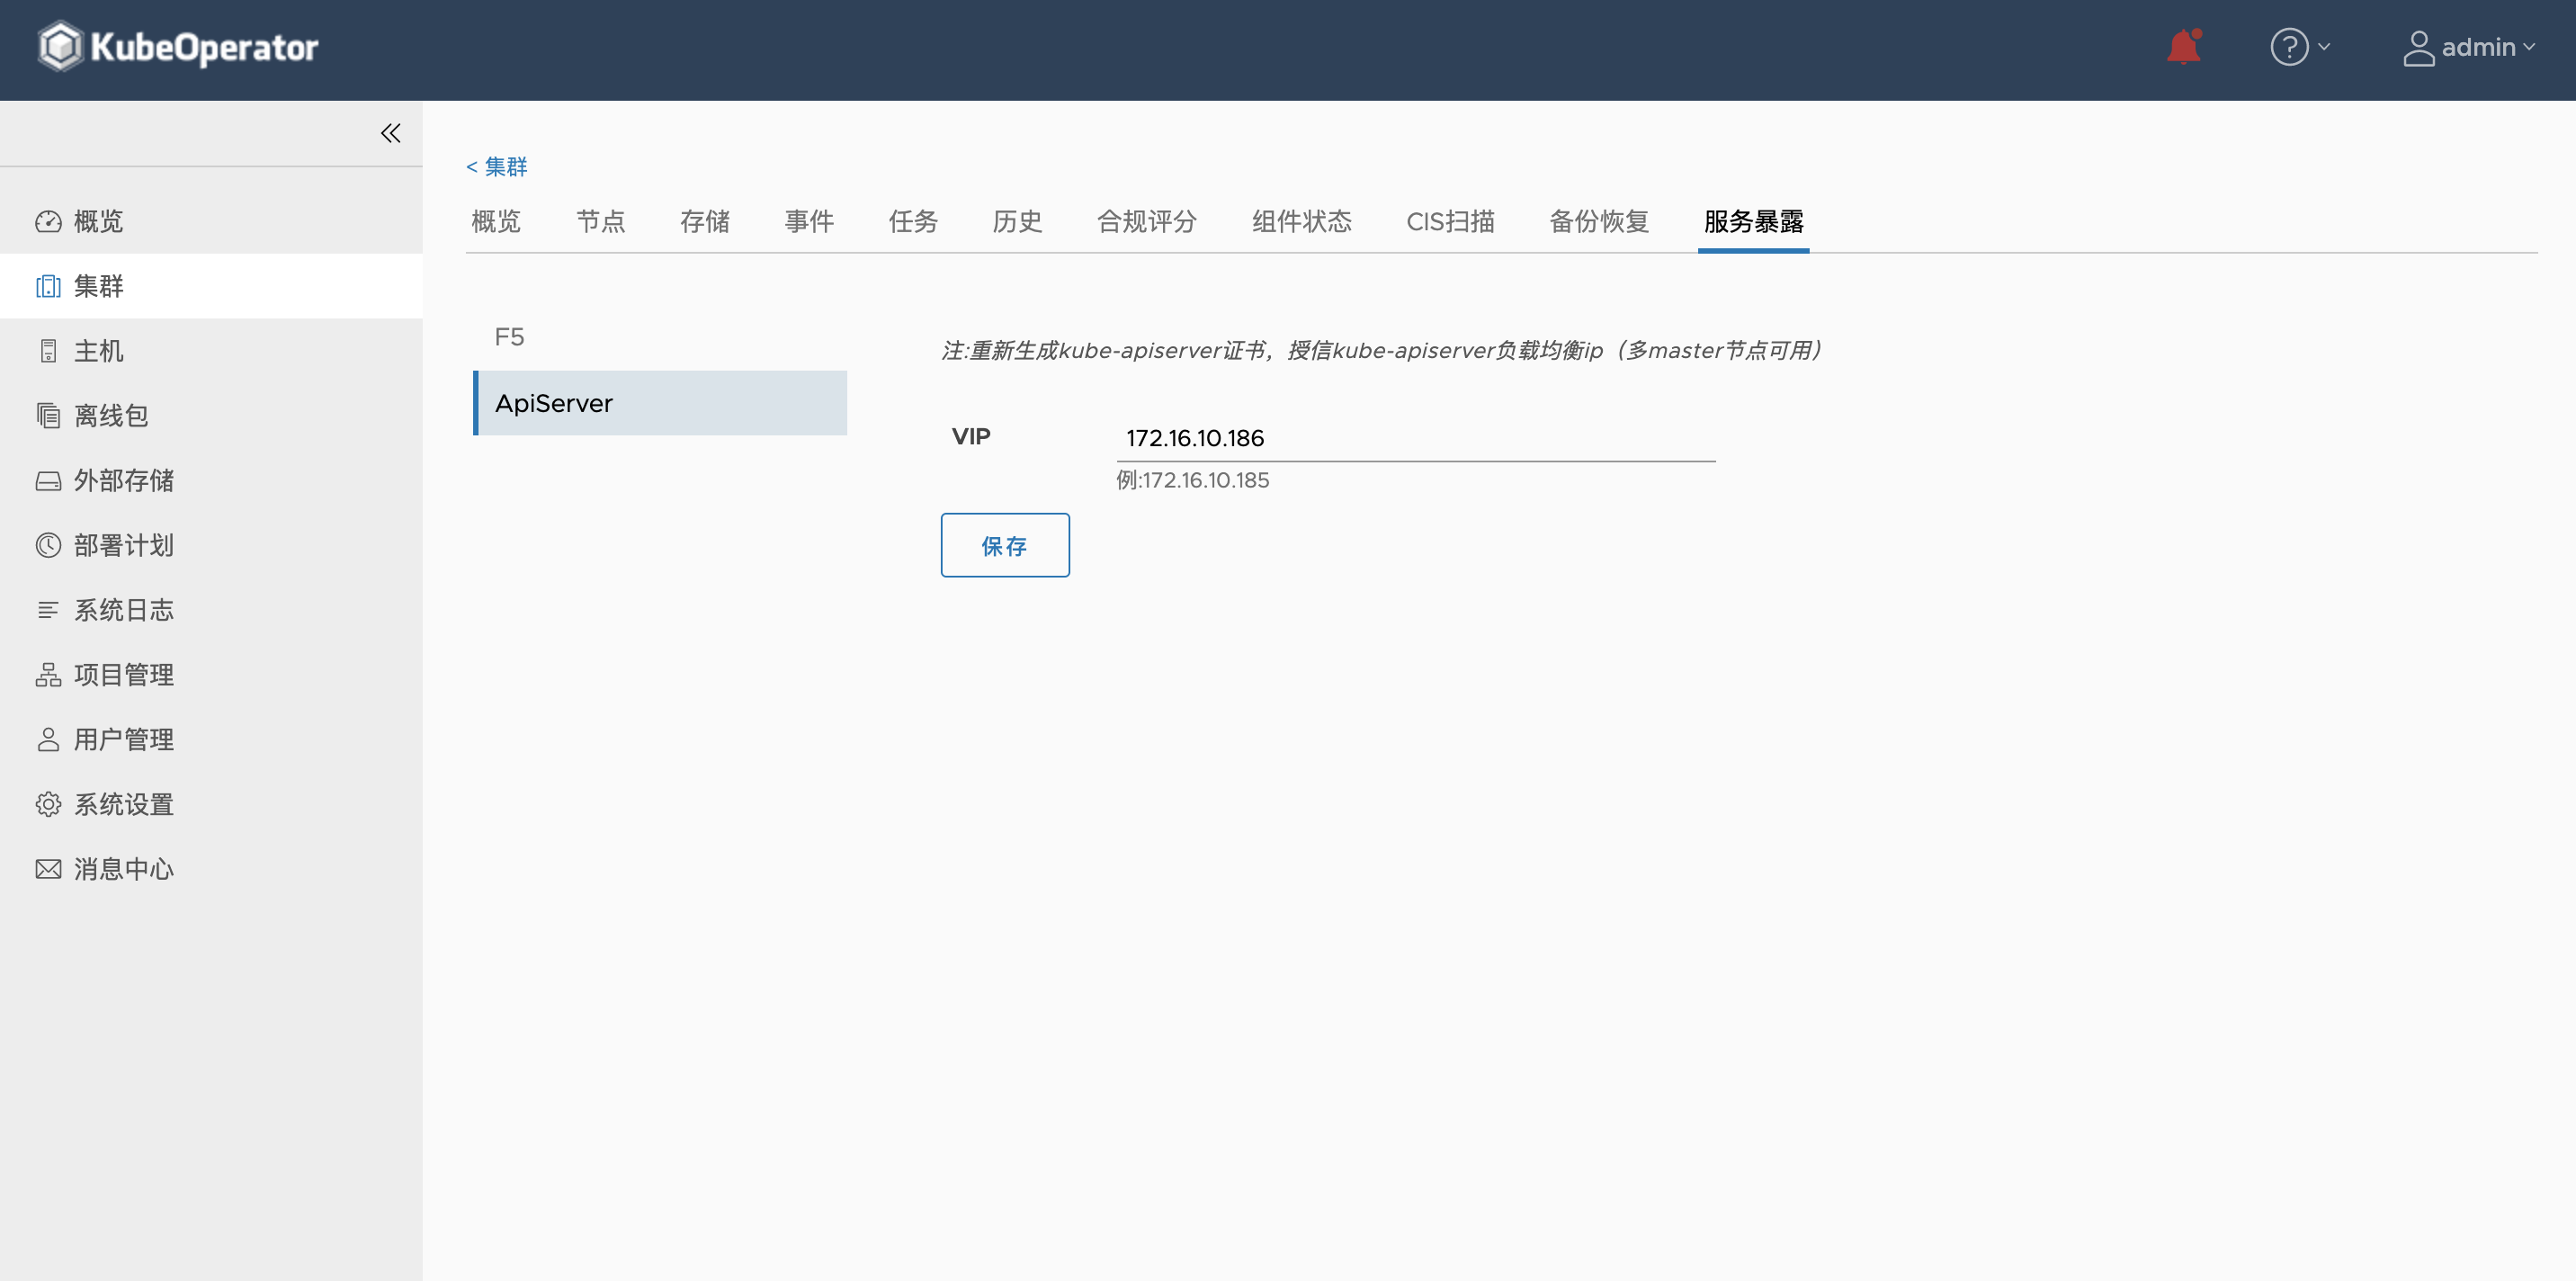 KubeOperator
? admin
概览
集群
主机
离线包
外部存储
部署计划
系统日志
项目管理
用户管理
系统设置
消息中心
< 集群
概览 节点 存储 事件 任务 历史 合规评分 组件状态 CIS扫描 备份恢复 服务暴露
F5
ApiServer
注:重新生成kube-apiserver证书，授信kube-apiserver负载均衡ip（多master节点可用）
VIP 172.16.10.186
例:172.16.10.185
保存